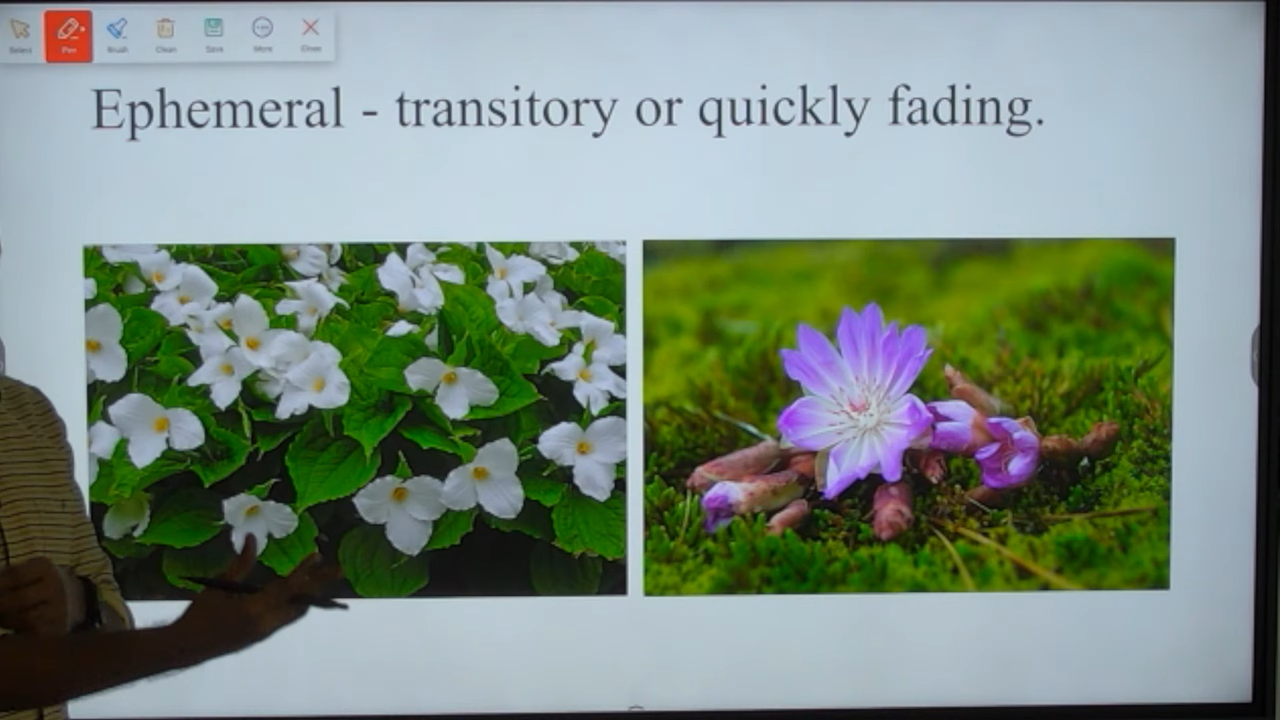 Select Pen Brush Clean Save More Close
Ephemeral - transitory or quickly fading.